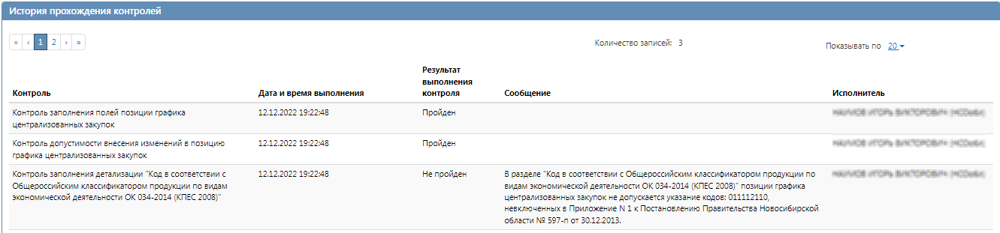 История прохождения контролей
« ‹ 1 2 › »
Количество записей: 3
Показывать по 20
Контроль
Дата и время выполнения
Результат
выполнения
контроля
Сообщение
Исполнитель
Контроль заполнения полей позиции графика
централизованных закупок
12.12.2022 19:22:48
Пройден
Контроль допустимости внесения изменений в позицию
графика централизованных закупок
12.12.2022 19:22:48
Пройден
Контроль заполнения детализации "Код в соответствии с
Общероссийским классификатором продукции по видам
экономической деятельности ОК 034-2014 (КПЕС 2008)"
12.12.2022 19:22:48
Не пройден
В разделе "Код в соответствии с Общероссийским классификатором продукции по
видам экономической деятельности ОК 034-2014 (КПЕС 2008)" позиции графика
централизованных закупок не допускается указание кодов: 011112110,
невключенных в Приложение N 1 к Постановлению Правительства Новосибирской
области № 597-п от 30.12.2013.